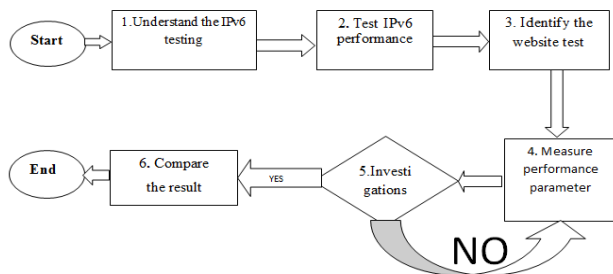 Start
1.Understand the IPv6
testing
2. Test IPv6
performance
3. Identify the
website test
4. Measure
performance
parameter
5.Investi
gations
YES
NO
6. Compare
the result
End